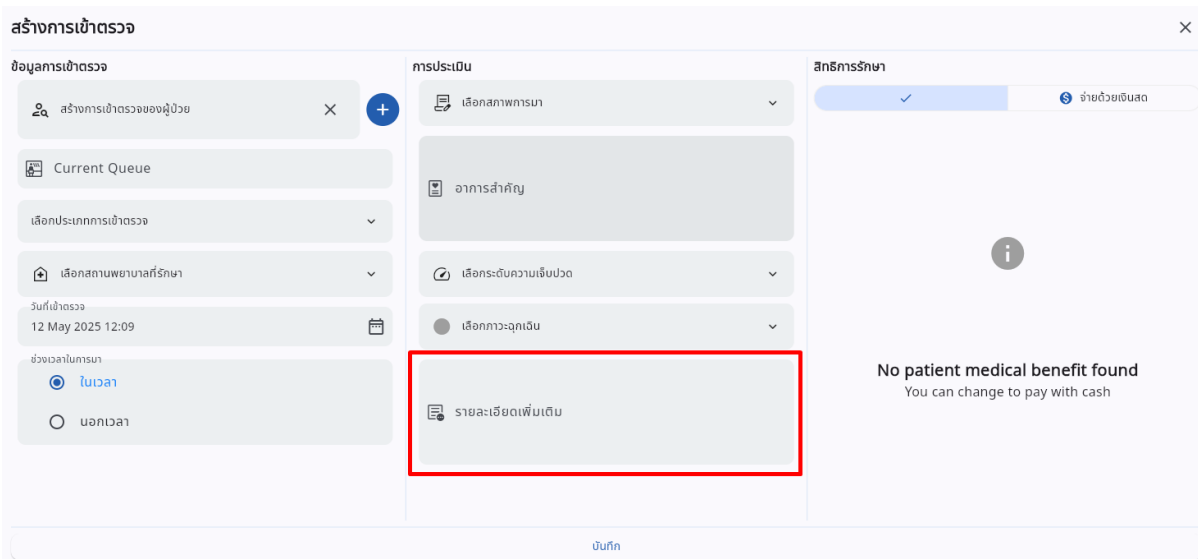 สร้างการเข้าตรวจ
ข้อมูลการเข้าตรวจ
สร้างการเข้าตรวจของผู้ป่วย
Current Queue
เลือกประเภทการเข้าตรวจ
เลือกสถานพยาบาลที่รักษา
วันที่เข้าตรวจ
12 May 2025 12:09
ช่วงเวลาในการมา
ในเวลา
นอกเวลา
การประเมิน
เลือกสภาพการมา
อาการสำคัญ
เลือกระดับความเจ็บปวด
เลือกภาวะฉุกเฉิน
รายละเอียดเพิ่มเติม
สิทธิการรักษา
จ่ายด้วยเงินสด
No patient medical benefit found
You can change to pay with cash
บันทึก